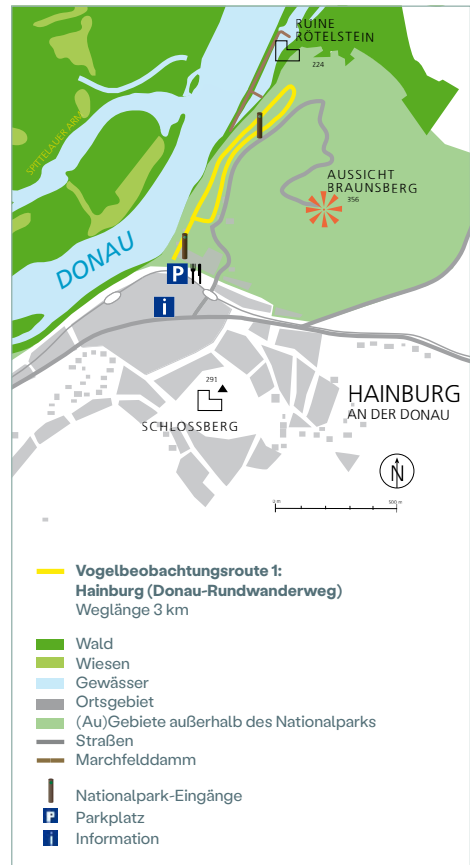 RUINE
RÖTELSTEIN
224
SPITTELAUER ARM
AUSSICHT
BRAUNSBERG
356
DONAU
P
i
291
SCHLOSSBERG
HAINBURG
AN DER DONAU
N
0 m
500 m
Vogelbeobachtungsroute 1:
Hainburg (Donau-Rundwanderweg)
Weglänge 3 km
Wald
Wiesen
Gewässer
Ortsgebiet
(Au)Gebiete außerhalb des Nationalparks
Straßen
Marchfelddamm
Nationalpark-Eingänge
P Parkplatz
i Information